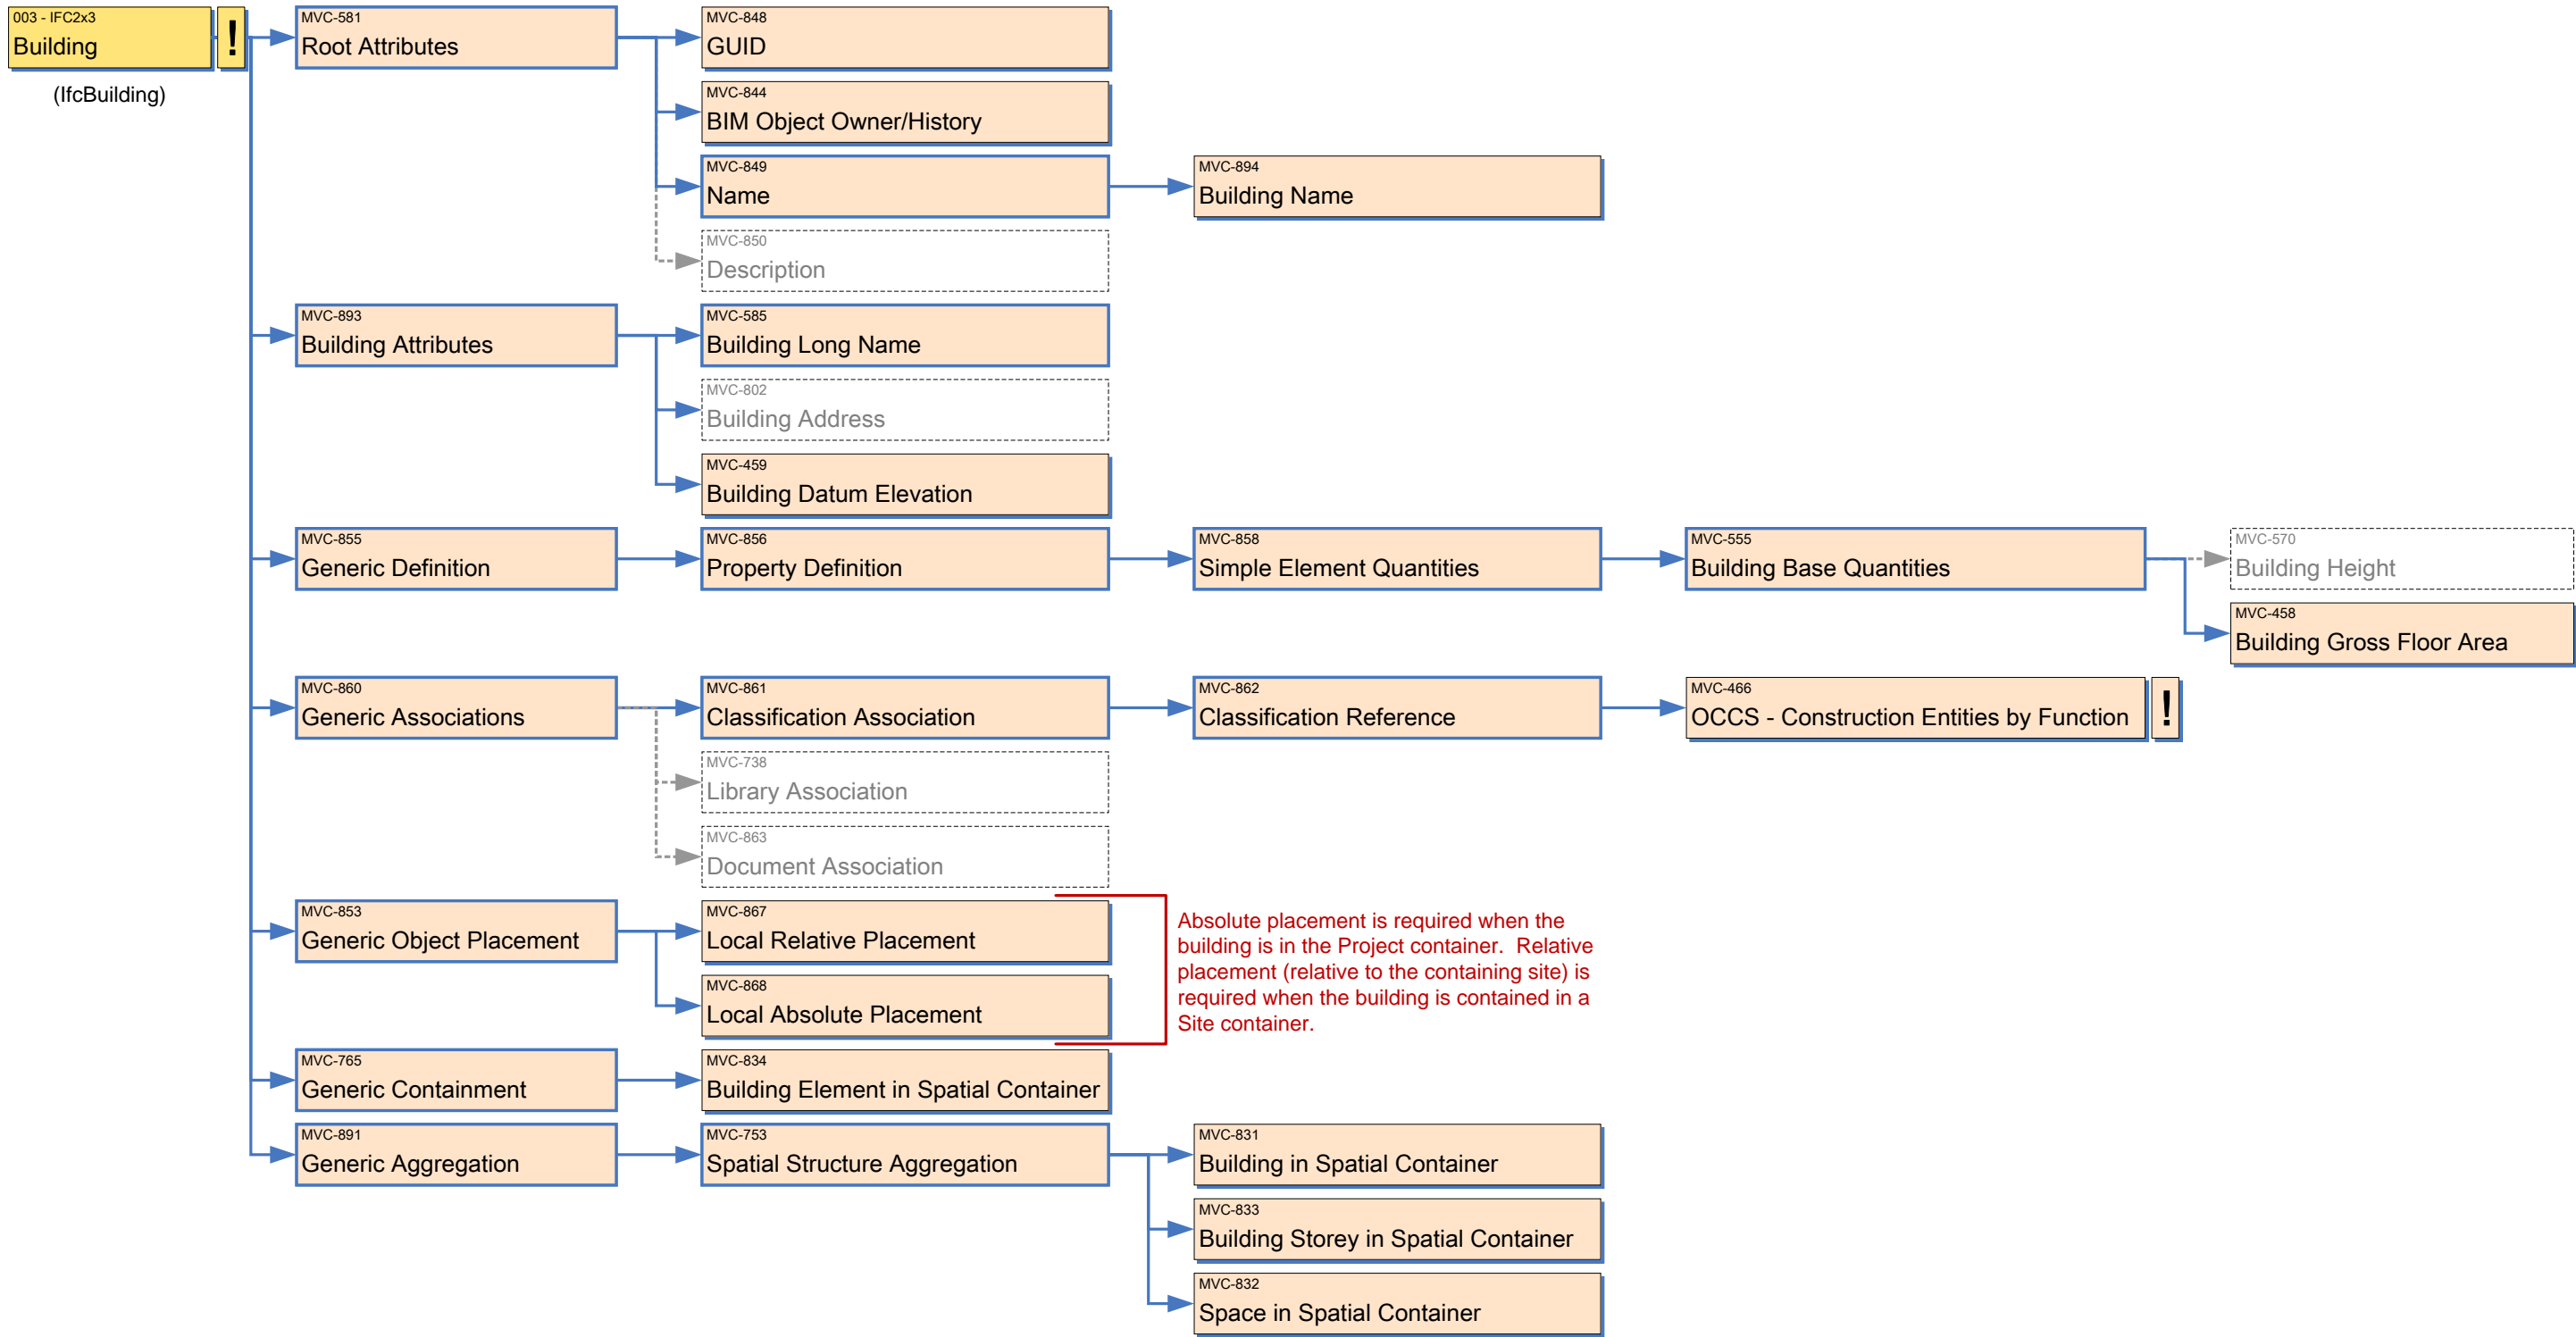 003 - IFC2x3
Building
!
(IfcBuilding)
MVC-581
Root Attributes
MVC-848
GUID
MVC-844
BIM Object Owner/History
MVC-849
Name
MVC-894
Building Name
MVC-850
Description
MVC-893
Building Attributes
MVC-585
Building Long Name
MVC-802
Building Address
MVC-459
Building Datum Elevation
MVC-855
Generic Definition
MVC-856
Property Definition
MVC-858
Simple Element Quantities
MVC-555
Building Base Quantities
MVC-570
Building Height
MVC-458
Building Gross Floor Area
MVC-860
Generic Associations
MVC-861
Classification Association
MVC-862
Classification Reference
MVC-466
OCCS - Construction Entities by Function
!
MVC-738
Library Association
MVC-863
Document Association
MVC-853
Generic Object Placement
MVC-867
Local Relative Placement
MVC-868
Local Absolute Placement
Absolute placement is required when the
building is in the Project container.  Relative
placement (relative to the containing site) is
required when the building is contained in a
Site container.
MVC-765
Generic Containment
MVC-834
Building Element in Spatial Container
MVC-891
Generic Aggregation
MVC-753
Spatial Structure Aggregation
MVC-831
Building in Spatial Container
MVC-833
Building Storey in Spatial Container
MVC-832
Space in Spatial Container